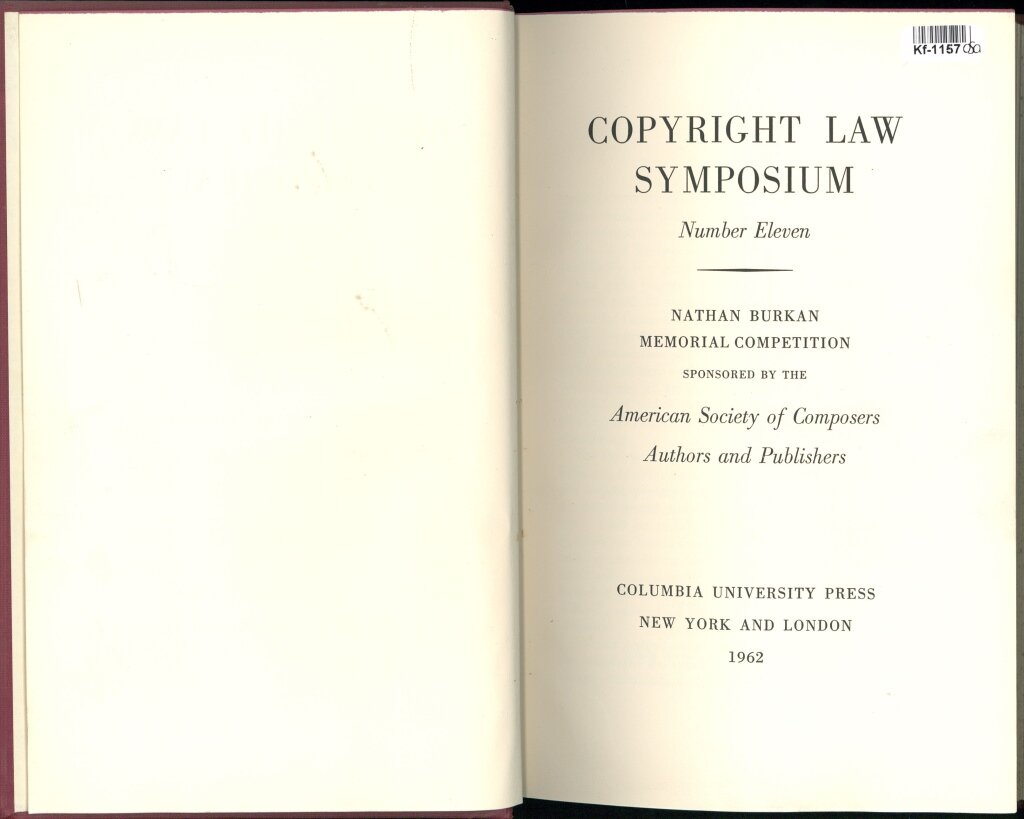 Kf-1157
COPYRIGHT LAW
SYMPOSIUM
Number Eleven
NATHAN BURKAN
MEMORIAL COMPETITION
SPONSORED BY THE
American Society of Composers
Authors and Publishers
COLUMBIA UNIVERSITY PRESS
NEW YORK AND LONDON
1962